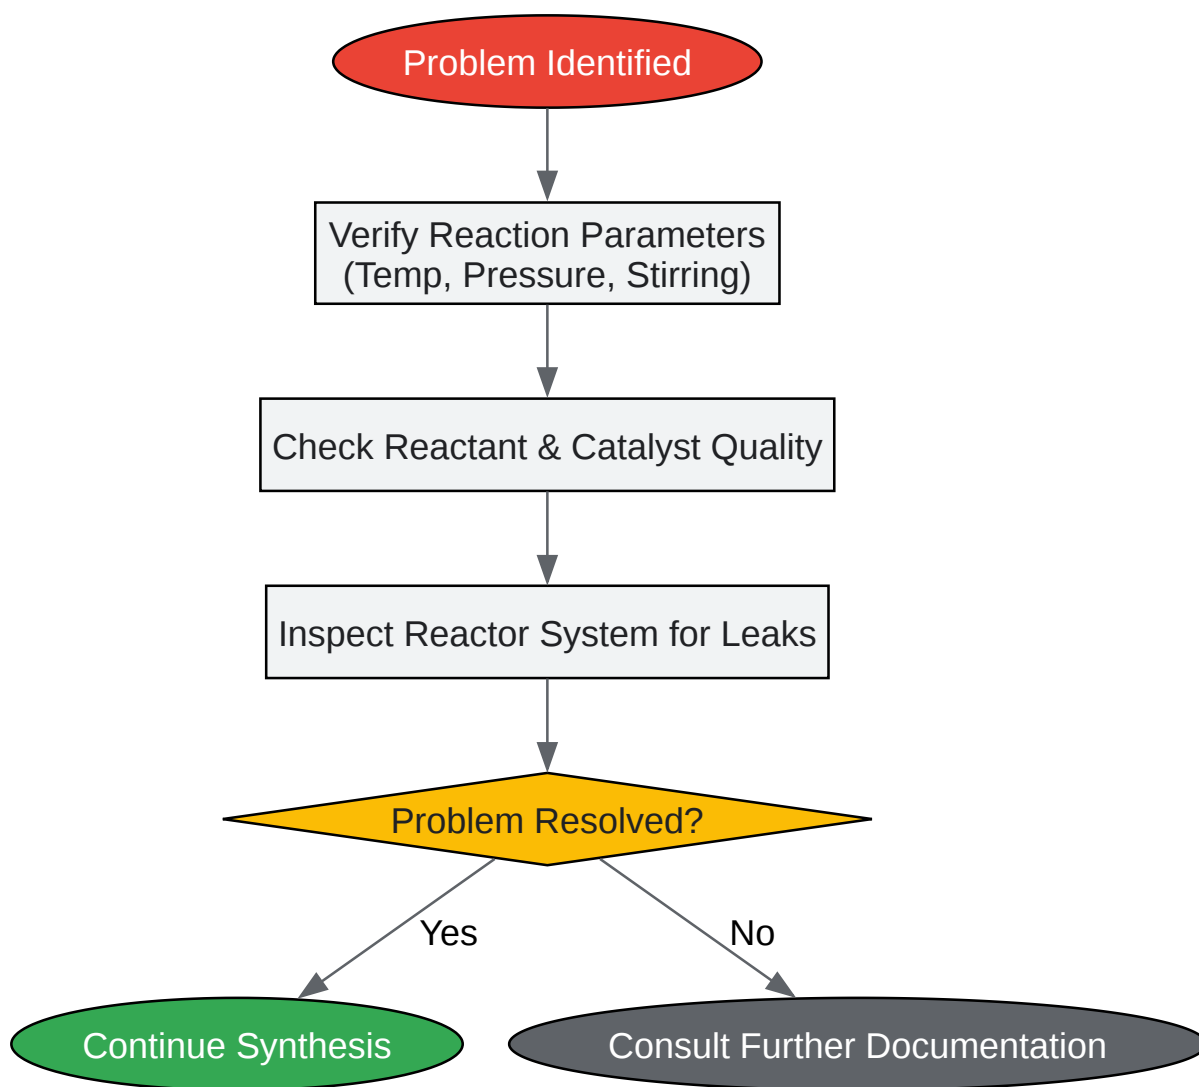 Problem Identified
Verify Reaction Parameters
(Temp, Pressure, Stirring)
Check Reactant & Catalyst Quality
Inspect Reactor System for Leaks
Problem Resolved?
Yes
No
Continue Synthesis
Consult Further Documentation